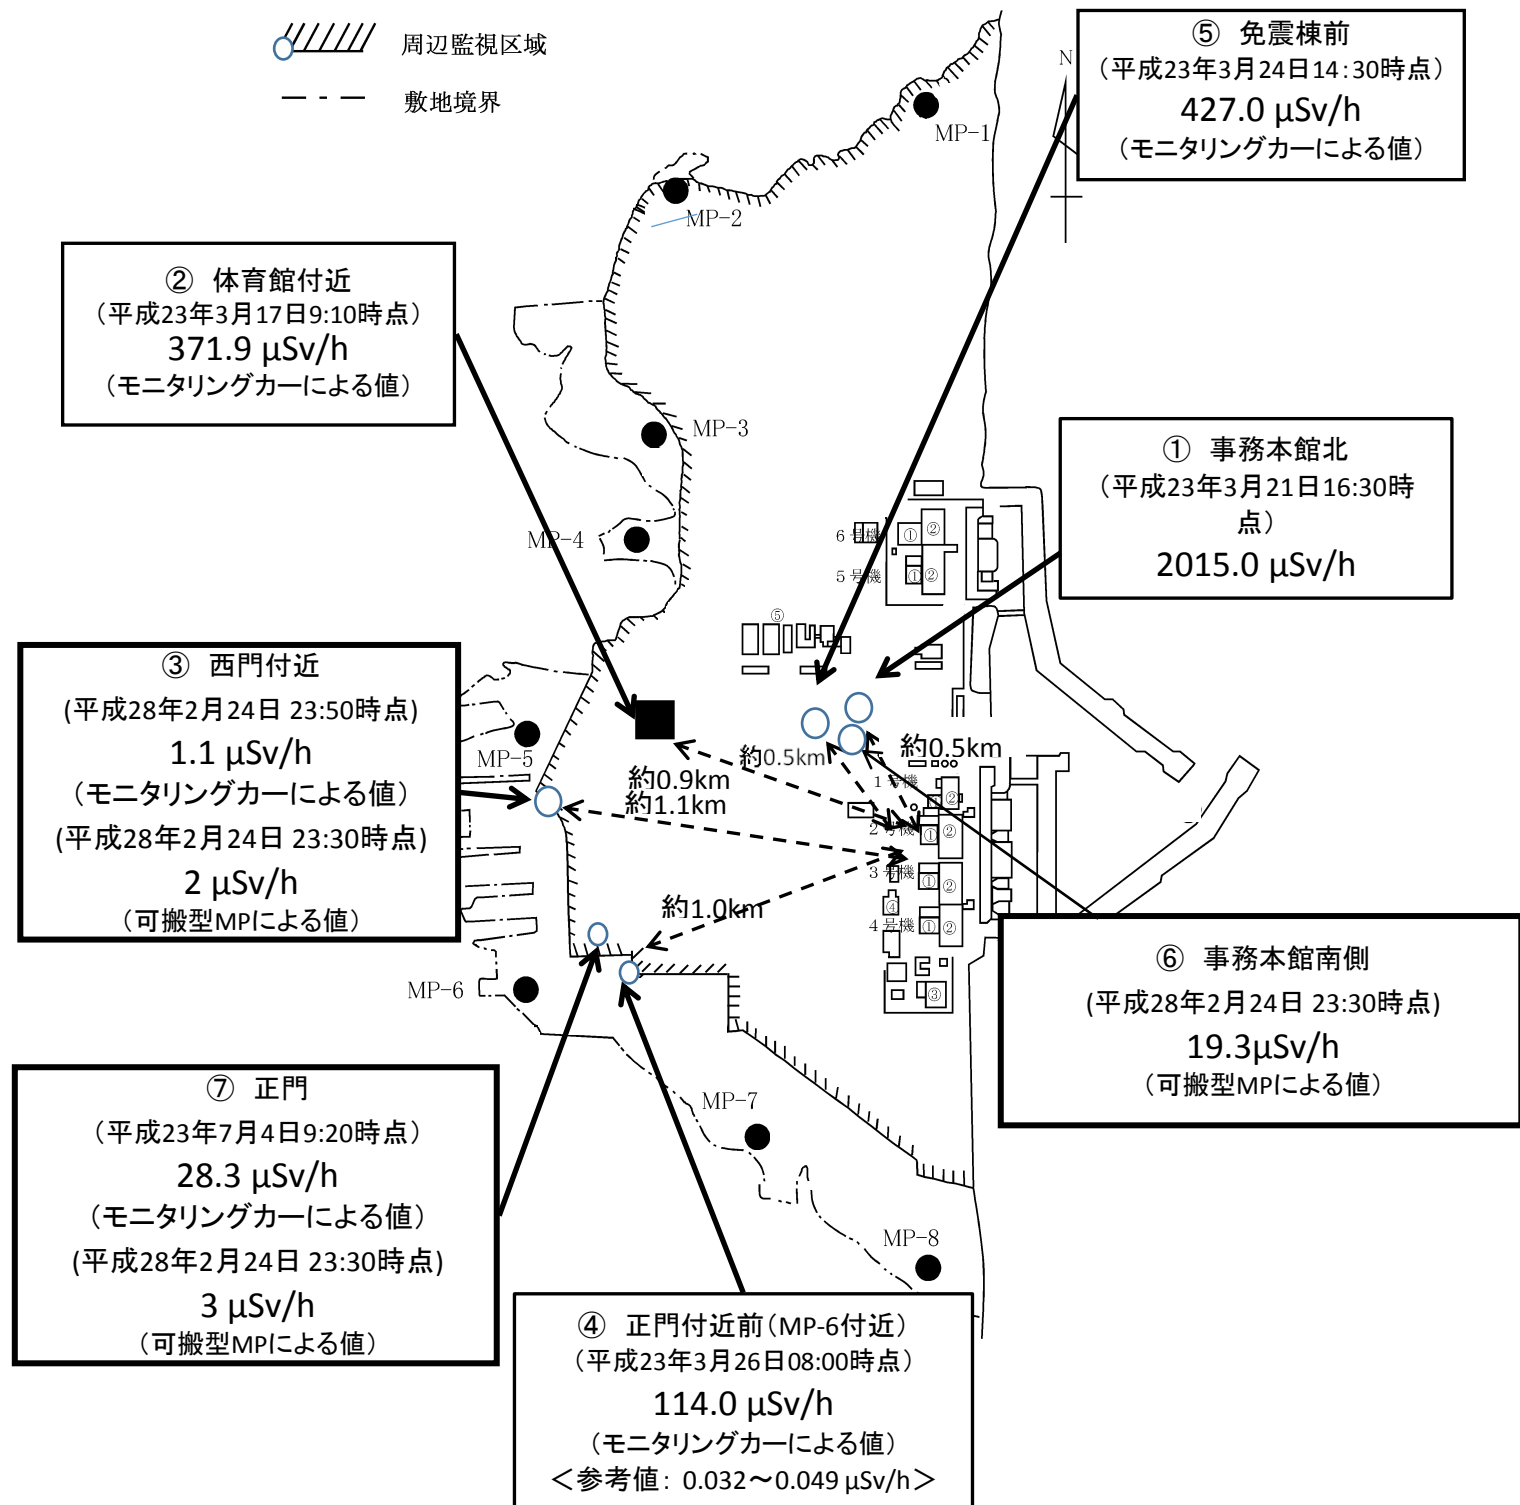 周辺監視区域
敷地境界
N
MP-1
MP-2
MP-3
MP-4
MP-5
MP-6
MP-7
MP-8
⑤ 免震棟前
（平成23年3月24日14:30時点）
427.0 μSv/h
（モニタリングカーによる値）
② 体育館付近
（平成23年3月17日9:10時点）
371.9 μSv/h
（モニタリングカーによる値）
① 事務本館北
（平成23年3月21日16:30時
点）
2015.0 μSv/h
6号機
①
②
5号機
①
②
⑤
③ 西門付近
(平成28年2月24日 23:50時点)
1.1 μSv/h
（モニタリングカーによる値）
(平成28年2月24日 23:30時点)
2 μSv/h
（可搬型MPによる値）
約0.5km
約0.5km
約0.9km
約1.1km
約1.0km
1号機
①
②
2号機
①
②
3号機
①
②
④
4号機
①
②
③
⑥ 事務本館南側
(平成28年2月24日 23:30時点)
19.3μSv/h
（可搬型MPによる値）
⑦ 正門
（平成23年7月4日9:20時点）
28.3 μSv/h
（モニタリングカーによる値）
(平成28年2月24日 23:30時点)
3 μSv/h
（可搬型MPによる値）
④ 正門付近前（MP-6付近）
（平成23年3月26日08:00時点）
114.0 μSv/h
（モニタリングカーによる値）
＜参考値： 0.032～0.049 μSv/h＞